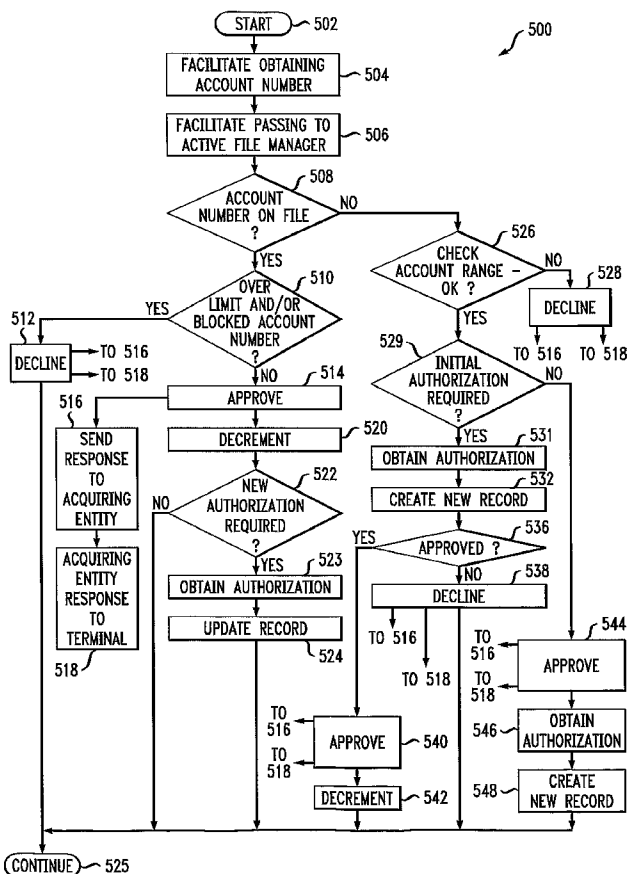 START
502
500
FACILITATE OBTAINING
ACCOUNT NUMBER
504
FACILITATE PASSING TO
ACTIVE FILE MANAGER
506
508
ACCOUNT
NUMBER ON FILE
?
NO
YES
526
CHECK
ACCOUNT RANGE –
OK ?
NO
528
DECLINE
TO 516
TO 518
YES
510
OVER
LIMIT AND/OR
BLOCKED ACCOUNT
NUMBER
?
YES
512
DECLINE
TO 516
TO 518
NO
514
APPROVE
516
SEND
RESPONSE
TO
ACQUIRING
ENTITY
ACQUIRING
ENTITY
RESPONSE
TO
TERMINAL
518
DECREMENT
520
522
NEW
AUTHORIZATION
REQUIRED
?
NO
YES
523
OBTAIN AUTHORIZATION
UPDATE RECORD
524
529
INITIAL
AUTHORIZATION
REQUIRED
?
NO
YES
531
OBTAIN AUTHORIZATION
532
CREATE NEW RECORD
536
APPROVED ?
YES
NO
538
DECLINE
TO 516
TO 518
TO
516
TO
518
APPROVE
540
DECREMENT
542
544
TO
516
TO
518
APPROVE
546
OBTAIN
AUTHORIZATION
548
CREATE
NEW RECORD
CONTINUE
525